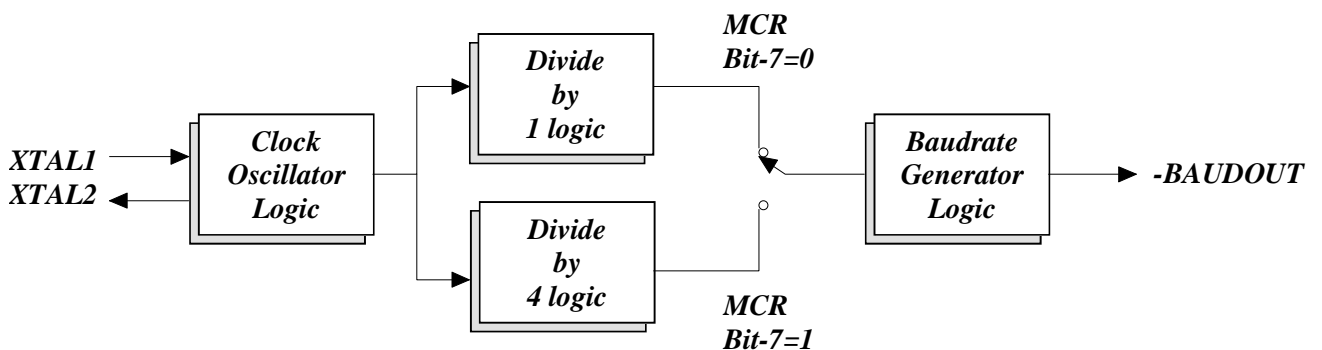 XTAL1
XTAL2
Clock
Oscillator
Logic
Divide
by
1 logic
Divide
by
4 logic
MCR
Bit-7=0
MCR
Bit-7=1
Baudrate
Generator
Logic
-BAUDOUT